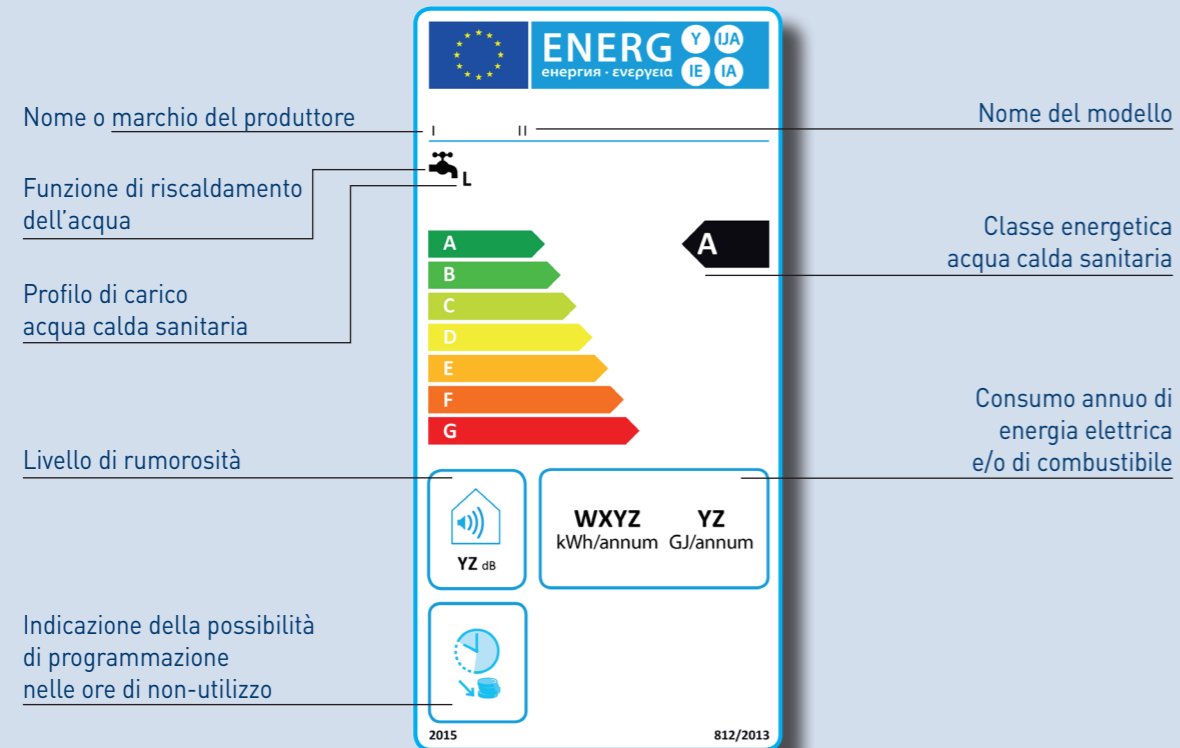 ENERG Y IJA
енергия · ενεργεια IE IA
Nome o marchio del produttore
I II
Nome del modello
Funzione di riscaldamento
dell’acqua
L
Profilo di carico
acqua calda sanitaria
A
B
C
D
E
F
G
A
Classe energetica
acqua calda sanitaria
Consumo annuo di
energia elettrica
e/o di combustibile
Livello di rumorosità
YZ dB
WXYZ YZ
kWh/annum GJ/annum
Indicazione della possibilità
di programmazione
nelle ore di non-utilizzo
2015 812/2013